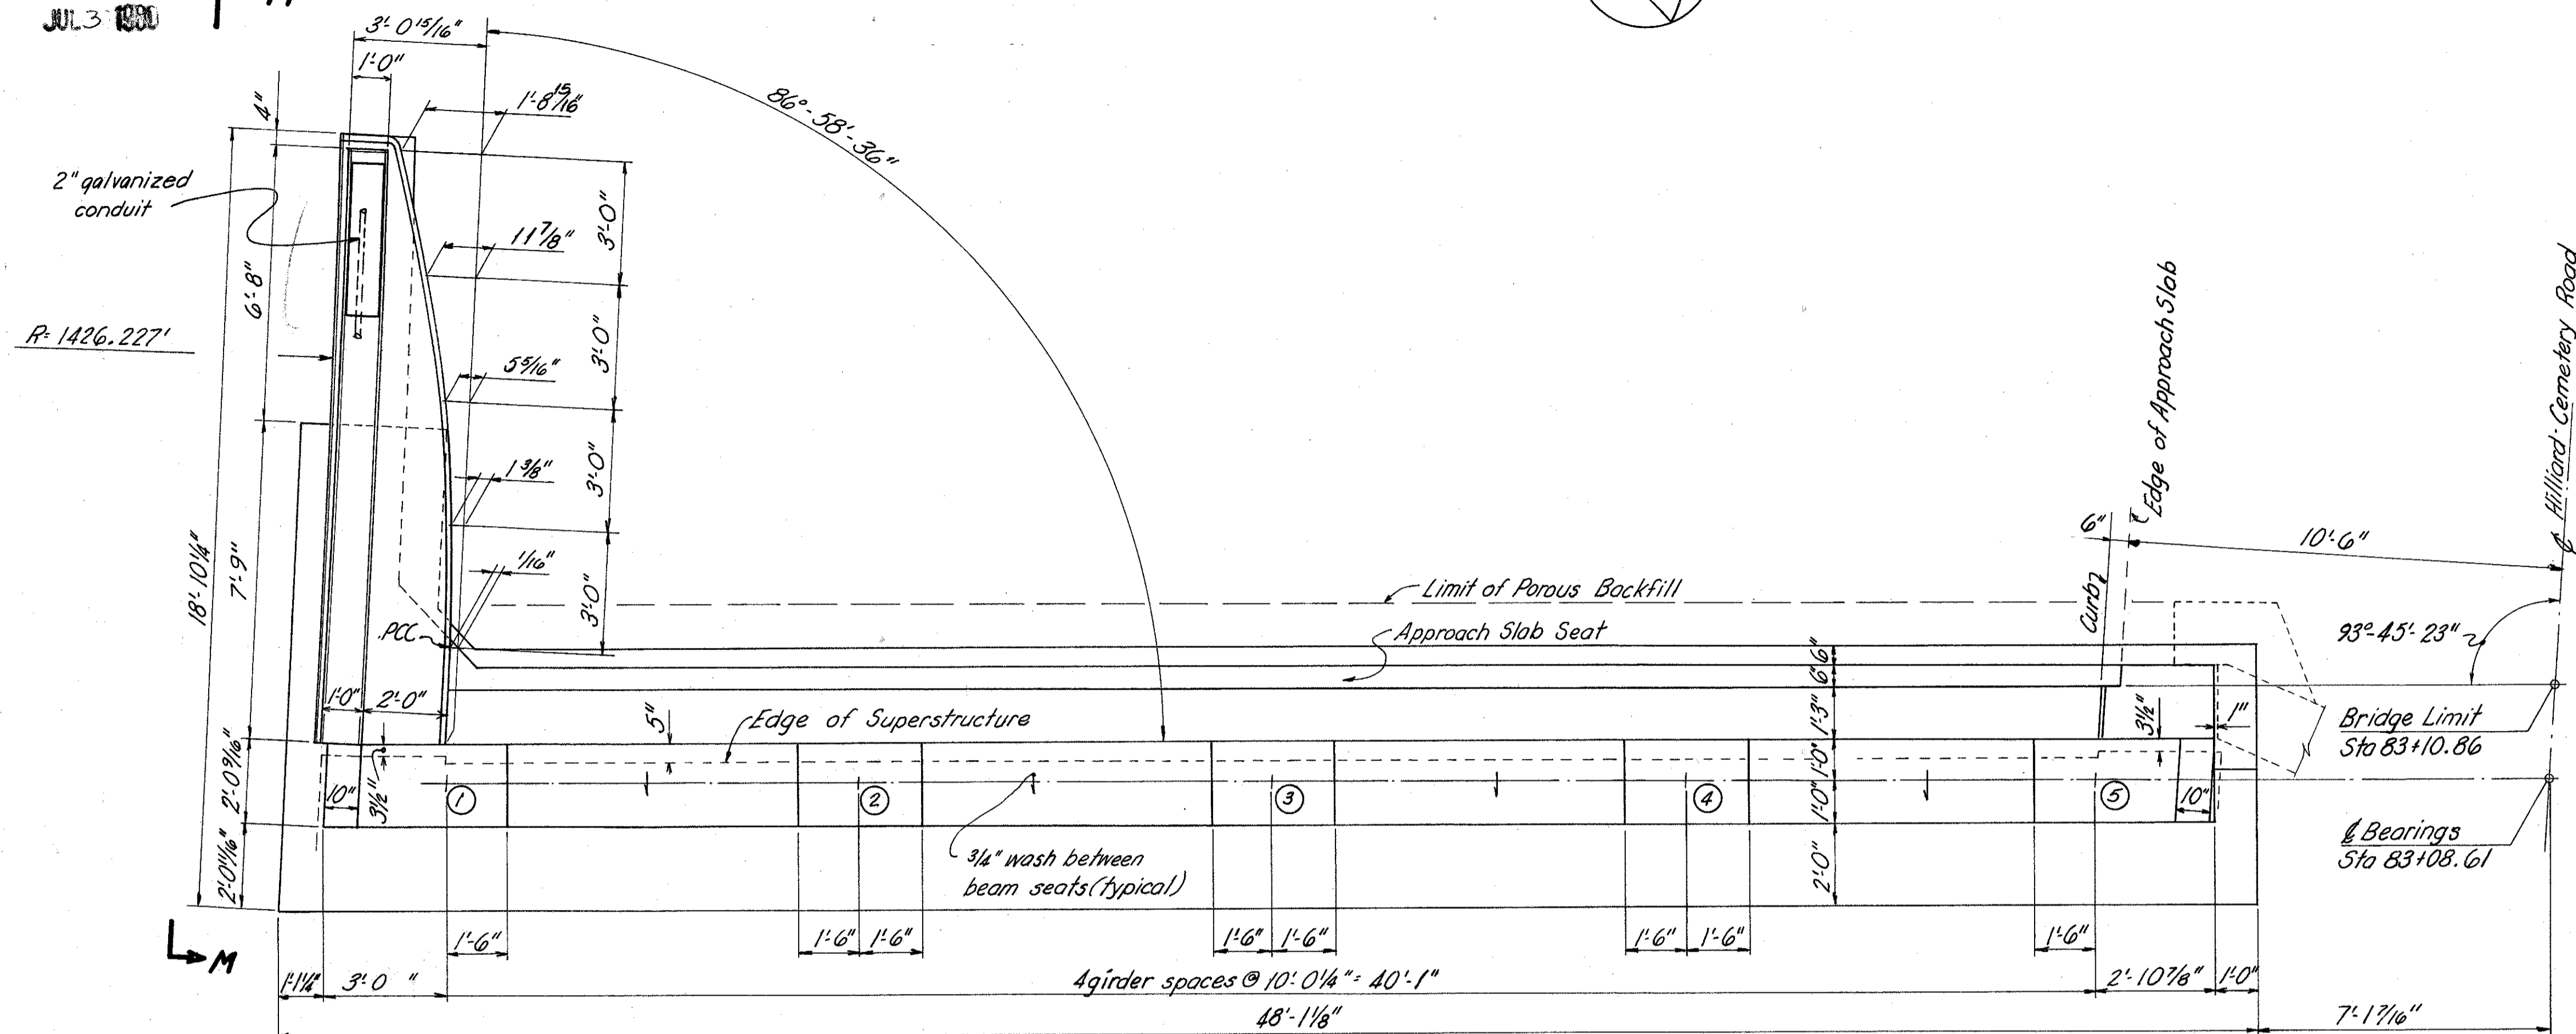 JUL 3 1980
3'-0 15/16"
1'-0"
4"
1'-8 15/16"
86°-58'-36"
2" galvanized
conduit
11 7/8"
3'-0"
6'-8"
3'-0"
R= 1426.227'
5 5/16"
3'-0"
1 3/8"
18'-10 1/4"
7'-9"
1/16"
3'-0"
PCC
Limit of Porous Backfill
Approach Slab Seat
6"
Edge of Approach Slab
10'-6"
℄ Hilliard-Cemetery Road
Curb
93°-45'-23"
6"
6"
1'-3"
1'-0"
2'-0"
5"
Edge of Superstructure
3 1/2"
1"
Bridge Limit
Sta 83+10.86
2'-0 9/16"
10"
3 1/2"
1
2
3
4
5
1'-0"
1'-0"
10"
2'-0 11/16"
3/4" wash between
beam seats (typical)
2'-0"
℄ Bearings
Sta 83+08.61
M
1'-6"
1'-6"
1'-6"
1'-6"
1'-6"
1'-6"
1'-6"
1'-6"
1'-1 1/4"
3'-0 "
4 girder spaces @ 10'-0 1/4" = 40'-1"
2'-10 7/8"
1'-0"
48'-1 1/8"
7'-1 7/16"